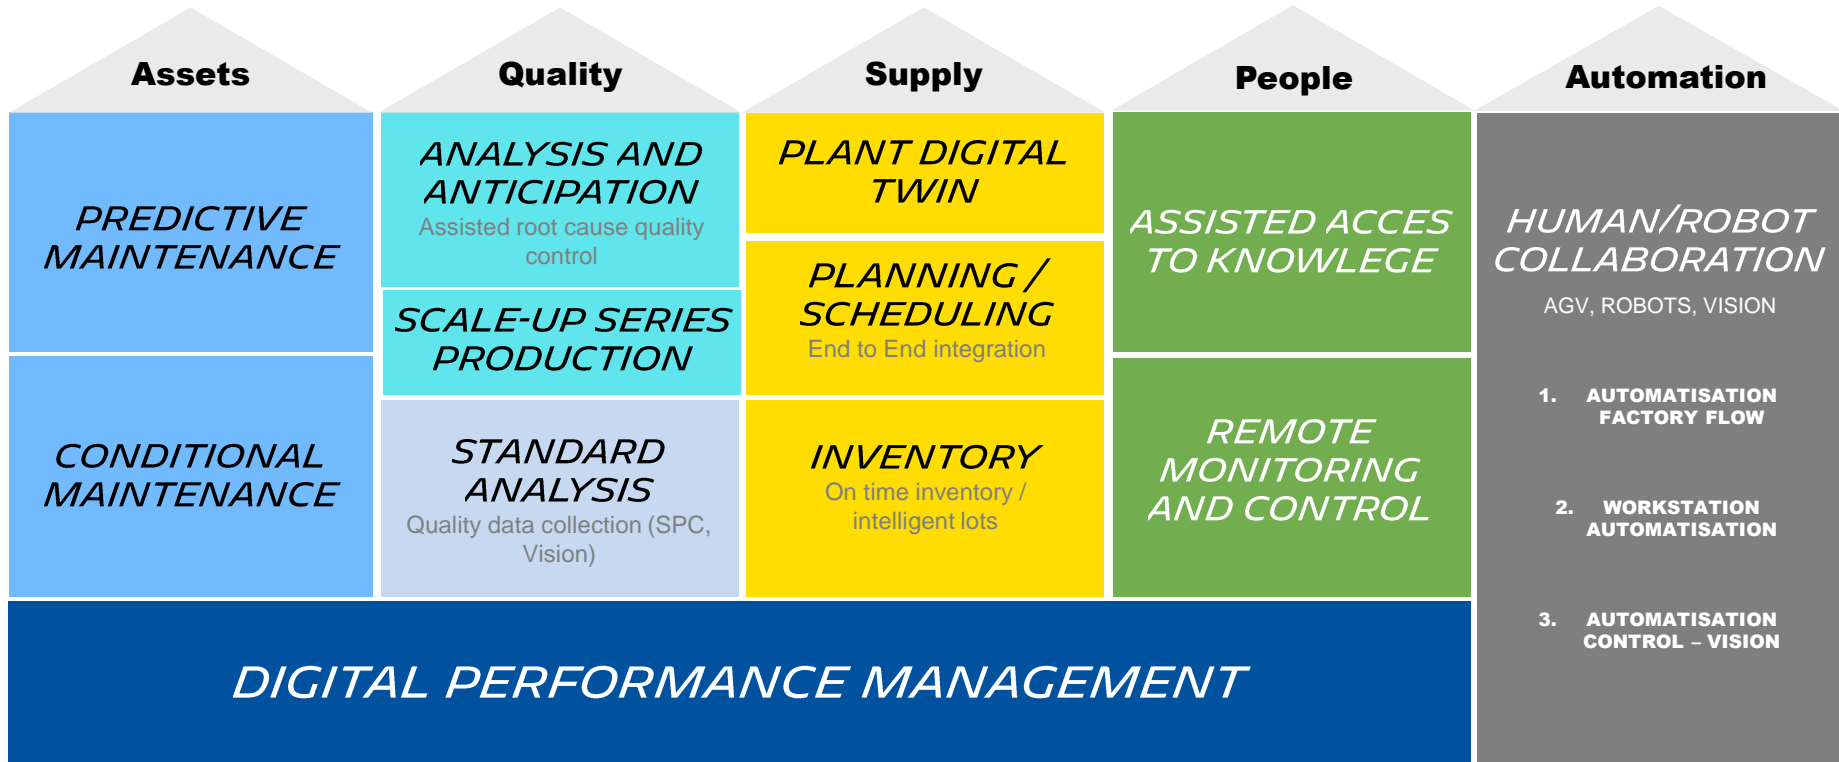 Assets
PREDICTIVE
MAINTENANCE
CONDITIONAL
MAINTENANCE
Quality
ANALYSIS AND
ANTICIPATION
Assisted root cause quality
control
SCALE-UP SERIES
PRODUCTION
STANDARD
ANALYSIS
Quality data collection (SPC,
Vision)
Supply
PLANT DIGITAL
TWIN
PLANNING /
SCHEDULING
End to End integration
INVENTORY
On time inventory /
intelligent lots
People
ASSISTED ACCES
TO KNOWLEGE
REMOTE
MONITORING
AND CONTROL
Automation
HUMAN/ROBOT
COLLABORATION
AGV, ROBOTS, VISION
1. AUTOMATISATION
FACTORY FLOW
2. WORKSTATION
AUTOMATISATION
3. AUTOMATISATION
CONTROL – VISION
DIGITAL PERFORMANCE MANAGEMENT